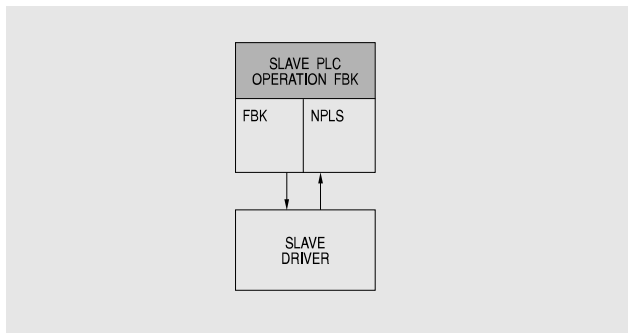 SLAVE PLC
OPERATION FBK
FBK NPLS
SLAVE
DRIVER